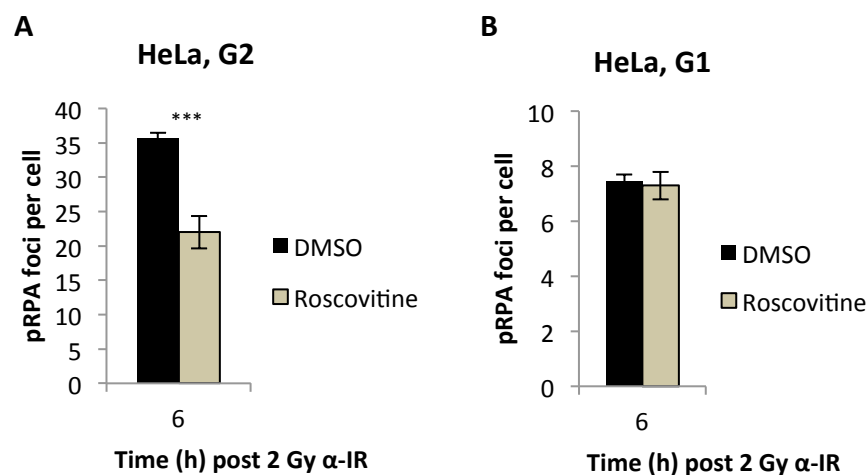 A
HeLa, G2
***
pRPA foci per cell
40
35
30
25
20
15
10
5
0
6
Time (h) post 2 Gy α-IR
DMSO
Roscovitine
B
HeLa, G1
pRPA foci per cell
10
8
6
4
2
0
6
Time (h) post 2 Gy α-IR
DMSO
Roscovitine